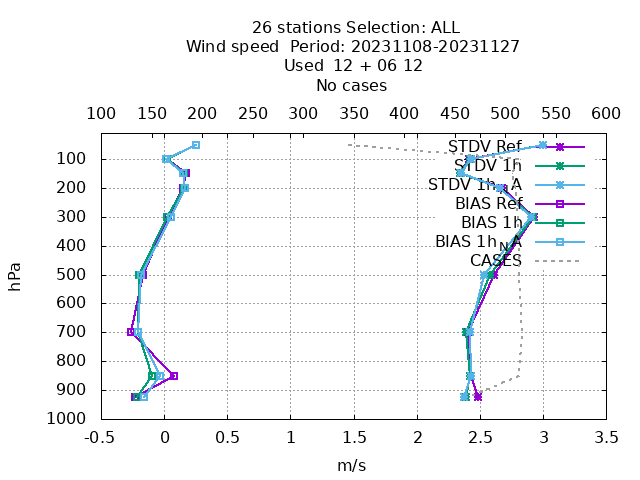 26 stations Selection: ALL
Wind speed  Period: 20231108-20231127
Used  12 + 06 12
No cases
100 150 200 250 300 350 400 450 500 550 600
STDV Ref
STDV 1h
STDV 1h_NA
BIAS Ref
BIAS 1h
BIAS 1h_NA
CASES
hPa
100
200
300
400
500
600
700
800
900
1000
-0.5 0 0.5 1 1.5 2 2.5 3 3.5
m/s